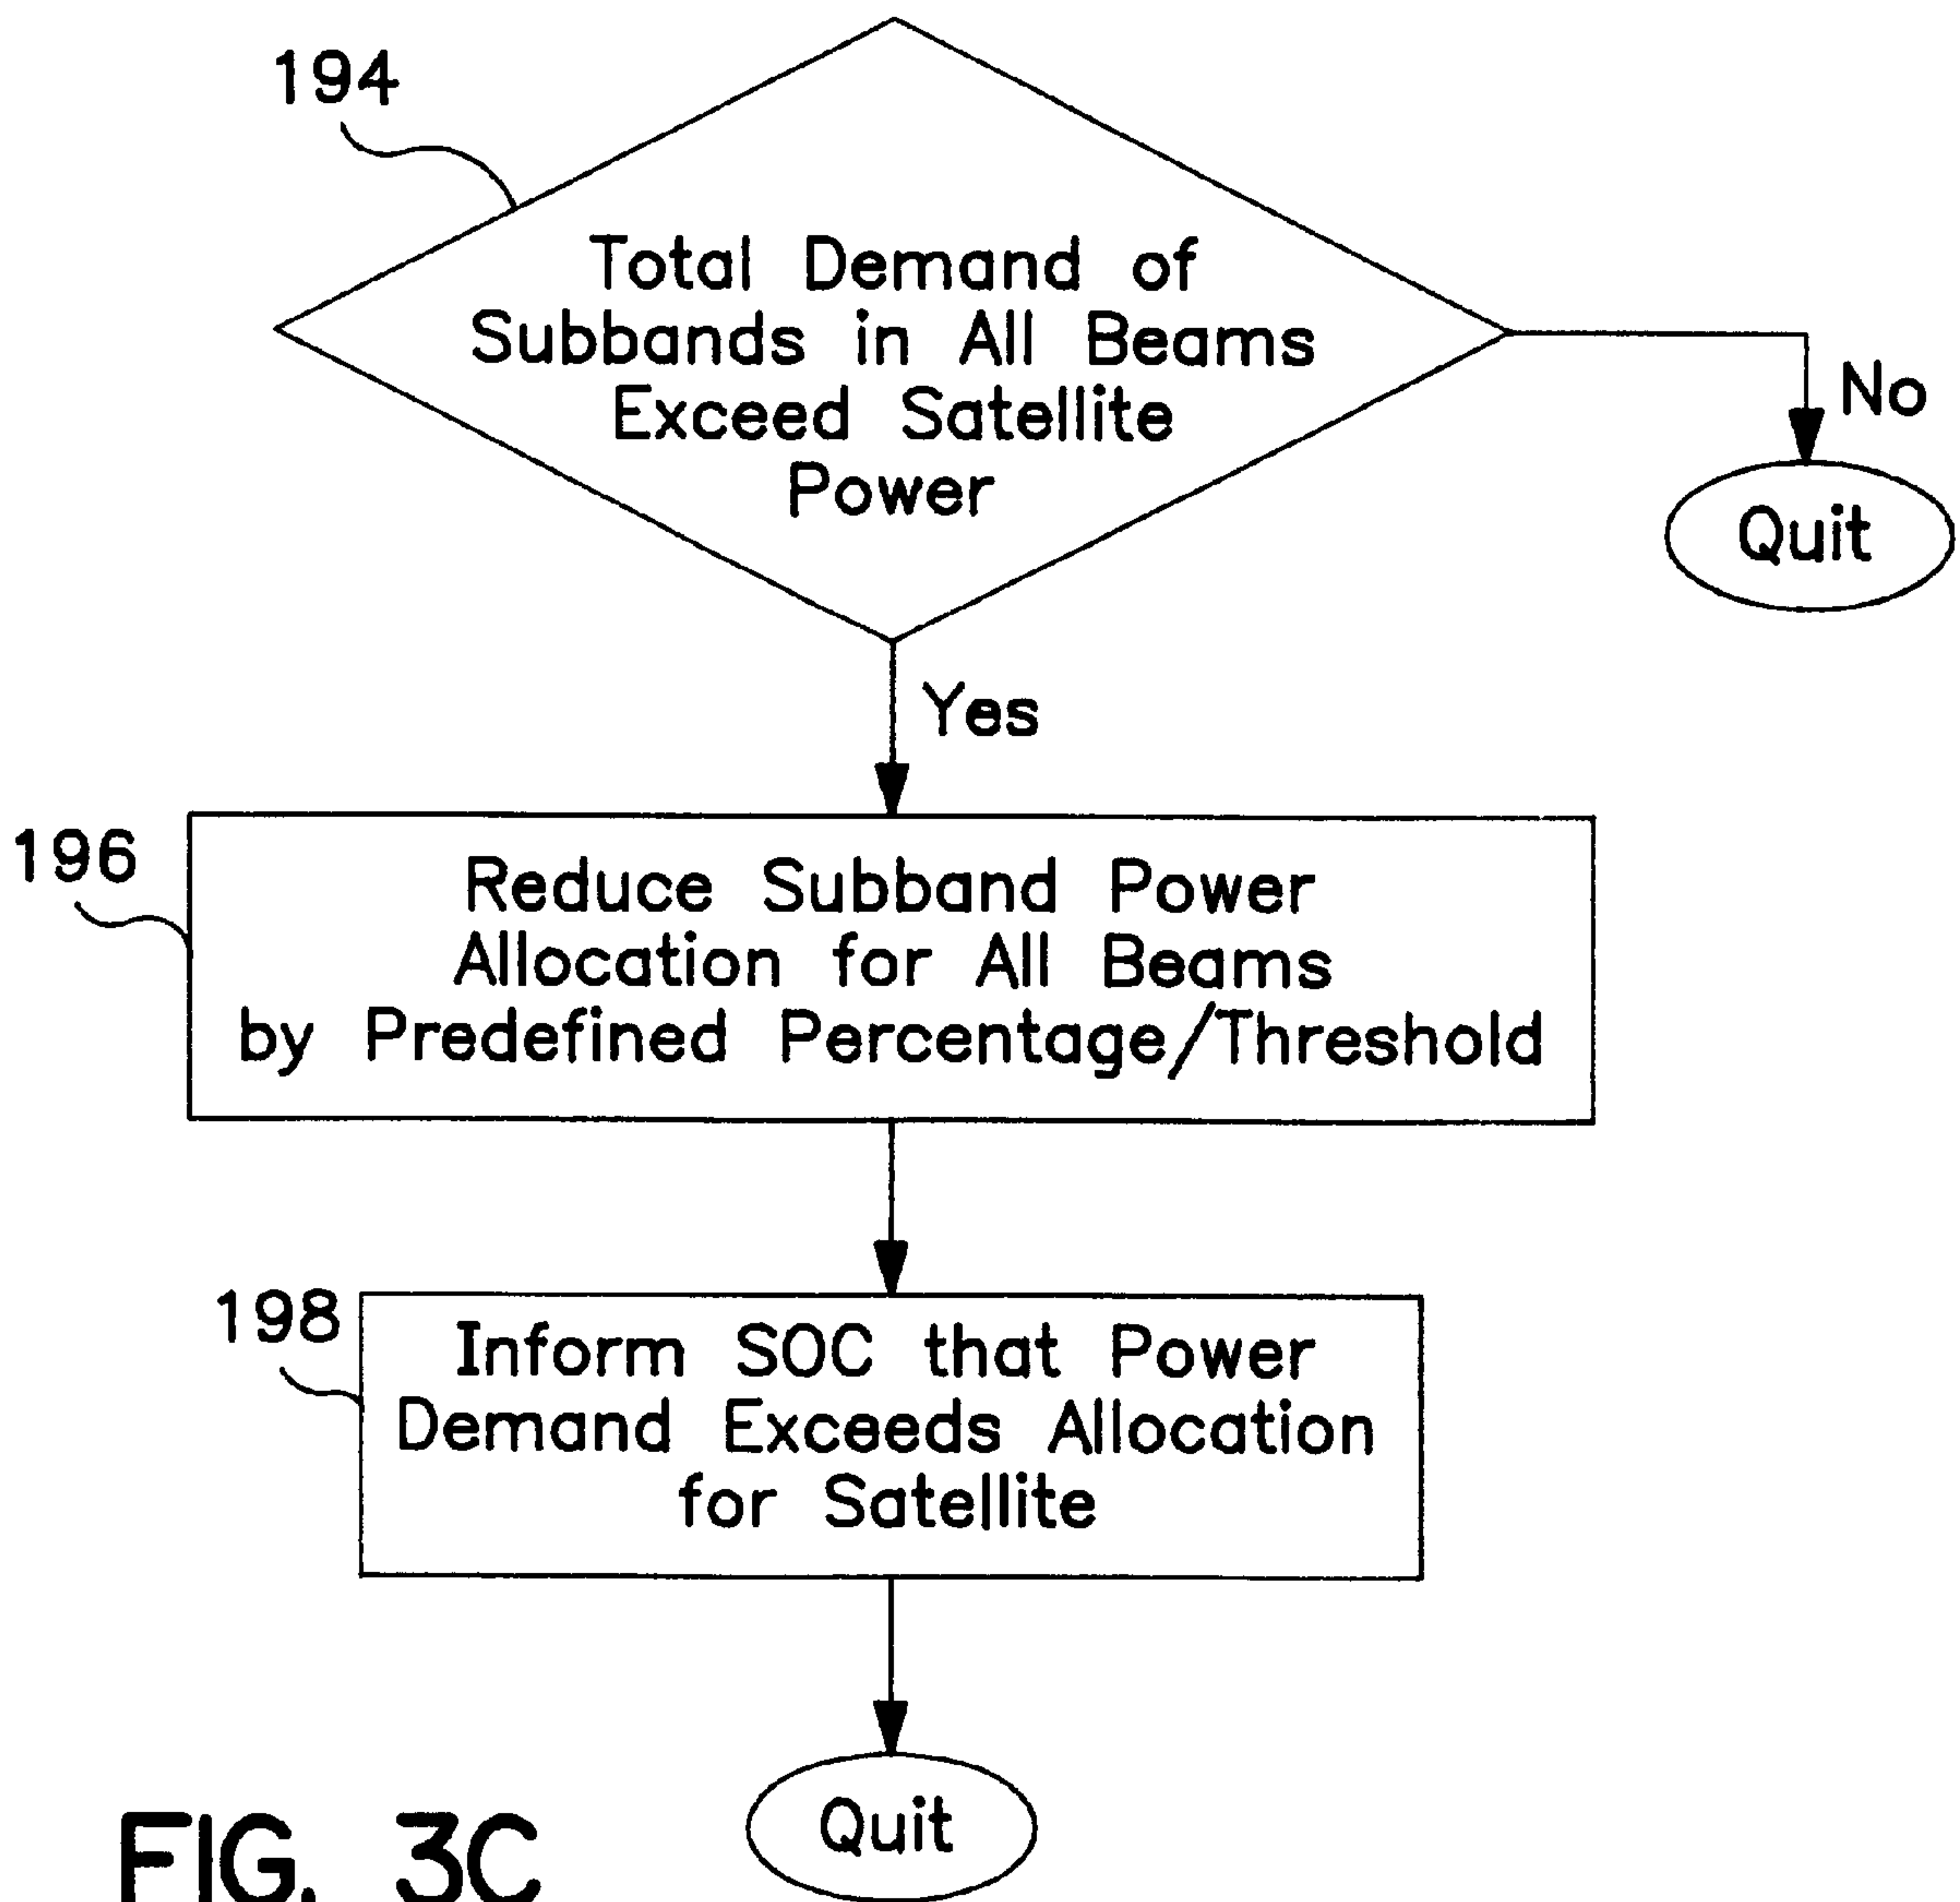 194
Total Demand of
Subbands in All Beams
Exceed Satellite
Power
No
Quit
Yes
196
Reduce Subband Power
Allocation for All Beams
by Predefined Percentage/Threshold
198
Inform SOC that Power
Demand Exceeds Allocation
for Satellite
Quit
FIG. 3C